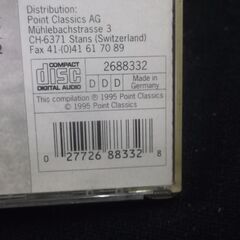 Distribution:
Point Classics AG
Mühlebachstrasse 3
CH-6371 Stans (Switzerland)
Fax 41-(0)41 61 70 89
COMPACT
disc
DIGITAL AUDIO
2688332
D D D
Made in
Germany
This compilation ℗ 1995 Point Classics
© 1995 Point Classics
0 27726 88332 8